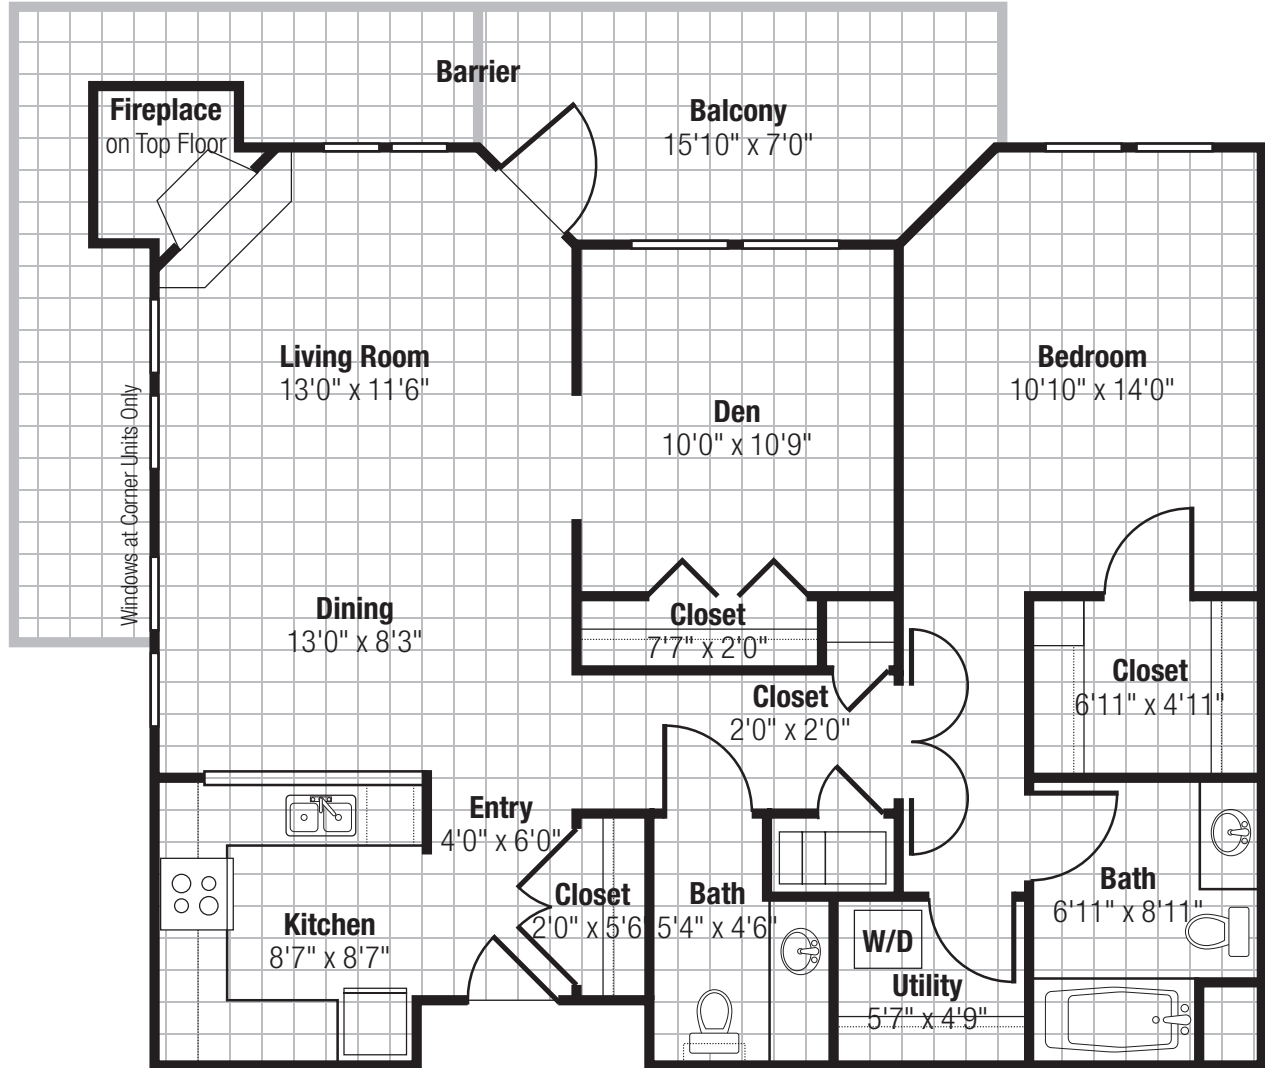 Barrier
Fireplace
on Top Floor
Balcony
15'10" x 7'0"
Living Room
13'0" x 11'6"
Bedroom
10'10" x 14'0"
Den
10'0" x 10'9"
Windows at Corner Units Only
Dining
13'0" x 8'3"
Closet
7'7" x 2'0"
Closet
2'0" x 2'0"
Closet
6'11" x 4'11"
Entry
4'0" x 6'0"
Closet
2'0" x 5'6
Bath
5'4" x 4'6"
Bath
6'11" x 8'11"
Kitchen
8'7" x 8'7"
W/D
Utility
5'7" x 4'9"